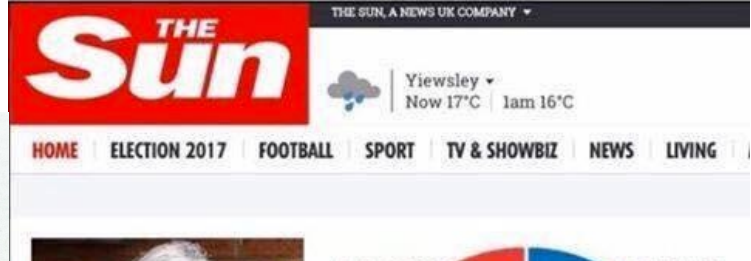 THE SUN, A NEWS UK COMPANY
THE
Sun
Yiewsley
Now 17°C 1am 16°C
HOME ELECTION 2017 FOOTBALL SPORT TV & SHOWBIZ NEWS LIVING